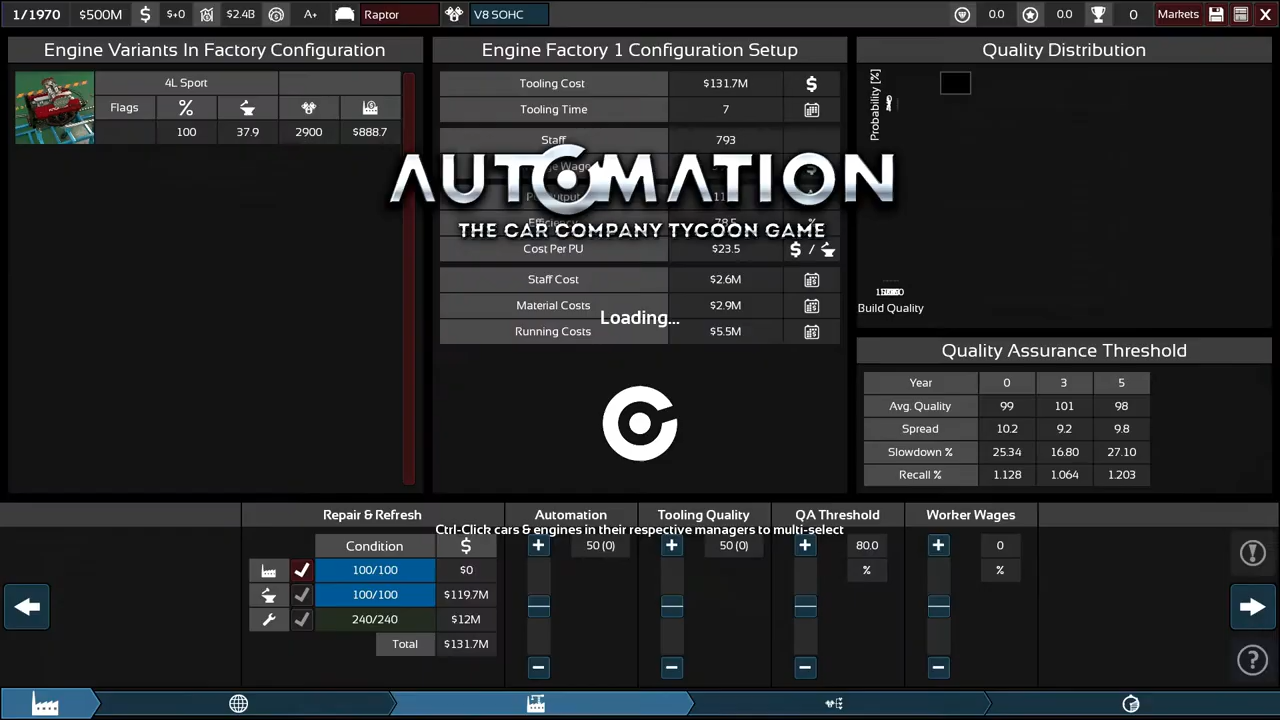 1/1970 $500M $+0 $2.4B A+ Raptor V8 SOHC 0.0 0.0 0 Markets
Engine Variants In Factory Configuration
4L Sport
Flags %
100 37.9 2900 $888.7
Engine Factory 1 Configuration Setup
Tooling Cost $131.7M $
Tooling Time 7
Staff 793
AUTOMATION
THE CAR COMPANY TYCOON GAME
Cost Per PU $23.5 $ /
Staff Cost $2.6M
Material Costs $2.9M
Loading...
Running Costs $5.5M
Quality Distribution
Probability [%]
Build Quality
Quality Assurance Threshold
Year 0 3 5
Avg. Quality 99 101 98
Spread 10.2 9.2 9.8
Slowdown % 25.34 16.80 27.10
Recall % 1.128 1.064 1.203
Repair & Refresh
Condition $
100/100 $0
100/100 $119.7M
240/240 $12M
Total $131.7M
Ctrl-Click cars & engines in their respective managers to multi-select
Automation
+ 50 (0)
−
Tooling Quality
+ 50 (0)
−
QA Threshold
+ 80.0
%
−
Worker Wages
+ 0
%
−